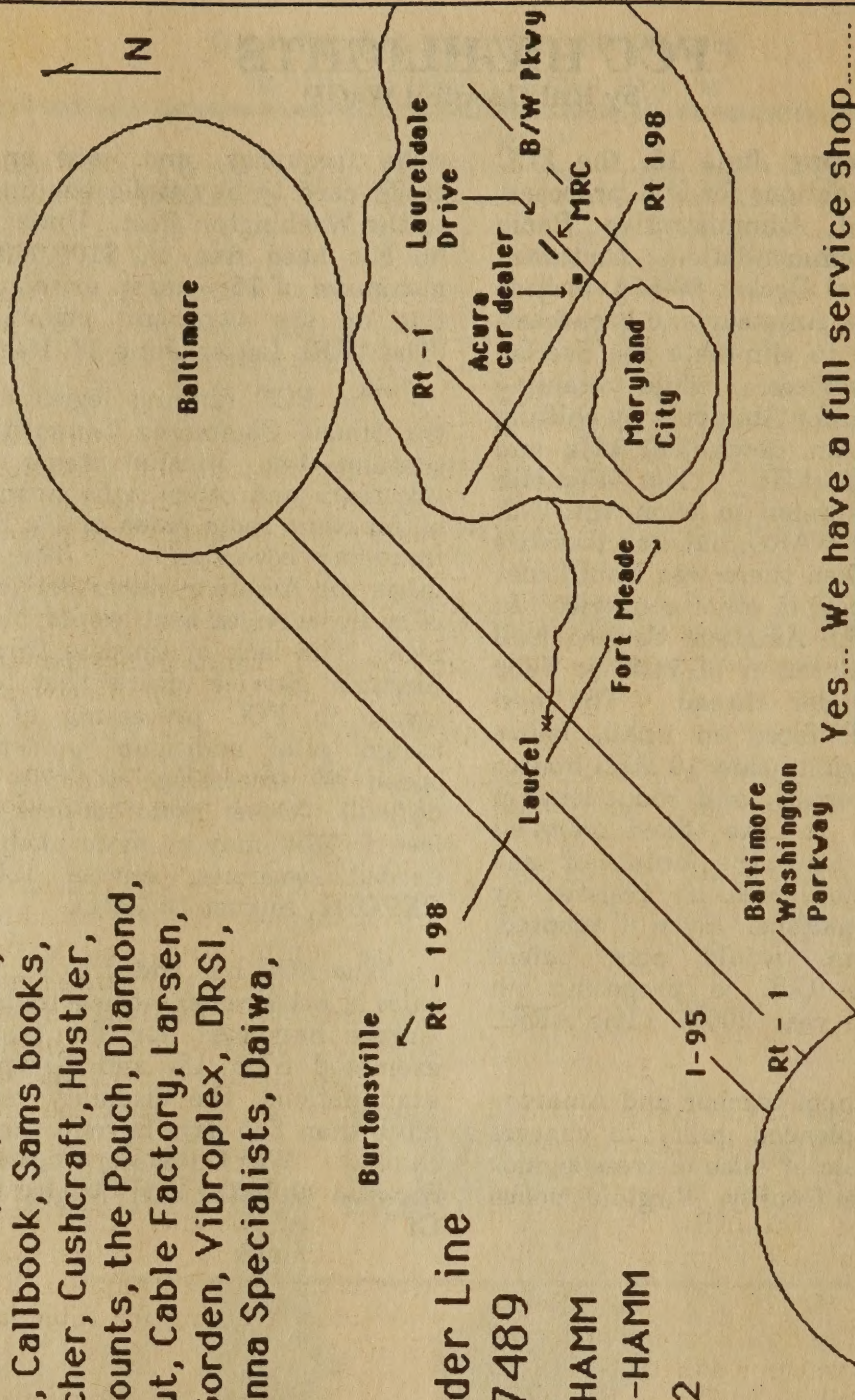 , Callbook, Sams books,
cher, Cushcraft, Hustler,
ounts, the Pouch, Diamond,
ut, Cable Factory, Larsen,
orden, Vibroplex, DRSI,
nna Specialists, Daiwa,
der Line
7489
HAMM
-HAMM
2
N
Baltimore
Burtonsville
Rt - 198
Laurel
Fort Meade
I-95
Rt - 1
Baltimore
Washington
Parkway
Rt -1
Laureldale
Drive
Acura
car dealer
B/W Pkwy
MRC
Rt 198
Maryland
City
Yes... We have a full service shop.......